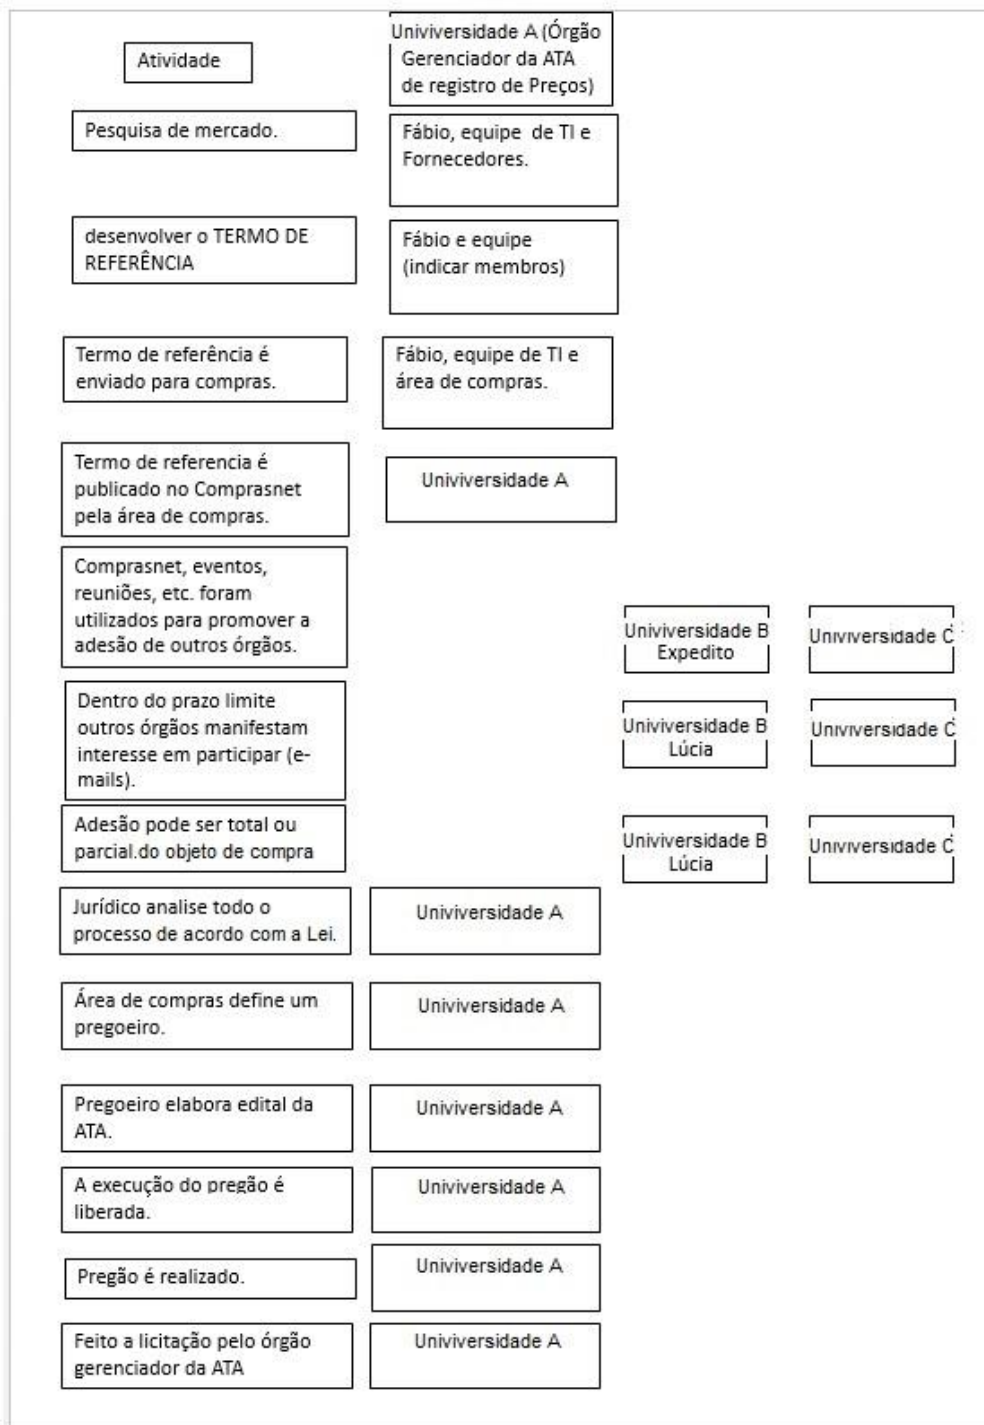 Atividade
Univiversidade A (Órgão
Gerenciador da ATA
de registro de Preços)
Pesquisa de mercado.
Fábio, equipe de TI e
Fornecedores.
desenvolver o TERMO DE
REFERÊNCIA
Fábio e equipe
(indicar membros)
Termo de referência é
enviado para compras.
Fábio, equipe de TI e
área de compras.
Termo de referencia é
publicado no Comprasnet
pela área de compras.
Univiversidade A
Comprasnet, eventos,
reuniões, etc. foram
utilizados para promover a
adesão de outros órgãos.
Univiversidade B
Expedito
Univiversidade C
Dentro do prazo limite
outros órgãos manifestam
interesse em participar (e-
mails).
Univiversidade B
Lúcia
Univiversidade C
Adesão pode ser total ou
parcial.do objeto de compra
Univiversidade B
Lúcia
Univiversidade C
Jurídico analise todo o
processo de acordo com a Lei.
Univiversidade A
Área de compras define um
pregoeiro.
Univiversidade A
Pregoeiro elabora edital da
ATA.
Univiversidade A
A execução do pregão é
liberada.
Univiversidade A
Pregão é realizado.
Univiversidade A
Feito a licitação pelo órgão
gerenciador da ATA
Univiversidade A